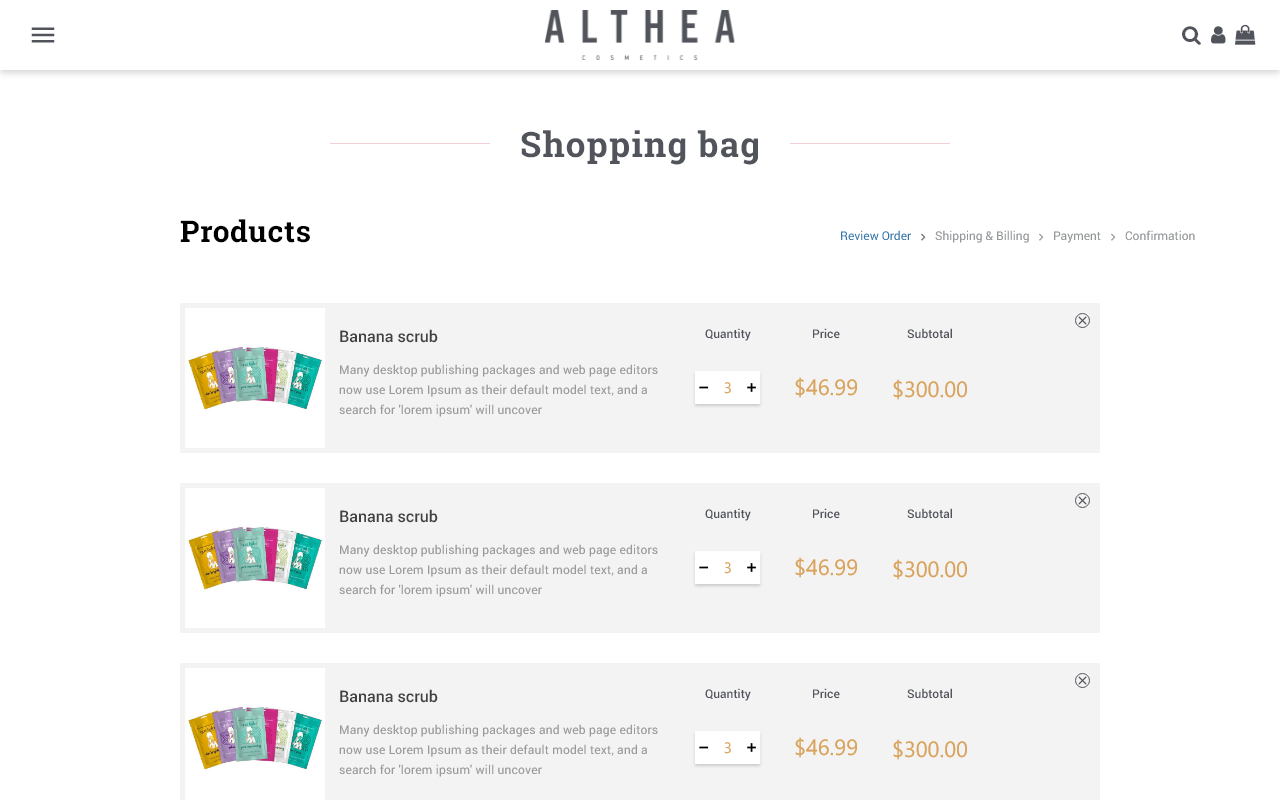 ALTHEA
COSMETICS
Shopping bag
Products
Review Order > Shipping & Billing > Payment > Confirmation
Banana scrub
Many desktop publishing packages and web page editors
now use Lorem Ipsum as their default model text, and a
search for 'lorem ipsum' will uncover
Quantity Price Subtotal
- 3 + $46.99 $300.00
Banana scrub
Many desktop publishing packages and web page editors
now use Lorem Ipsum as their default model text, and a
search for 'lorem ipsum' will uncover
Quantity Price Subtotal
- 3 + $46.99 $300.00
Banana scrub
Many desktop publishing packages and web page editors
now use Lorem Ipsum as their default model text, and a
search for 'lorem ipsum' will uncover
Quantity Price Subtotal
- 3 + $46.99 $300.00